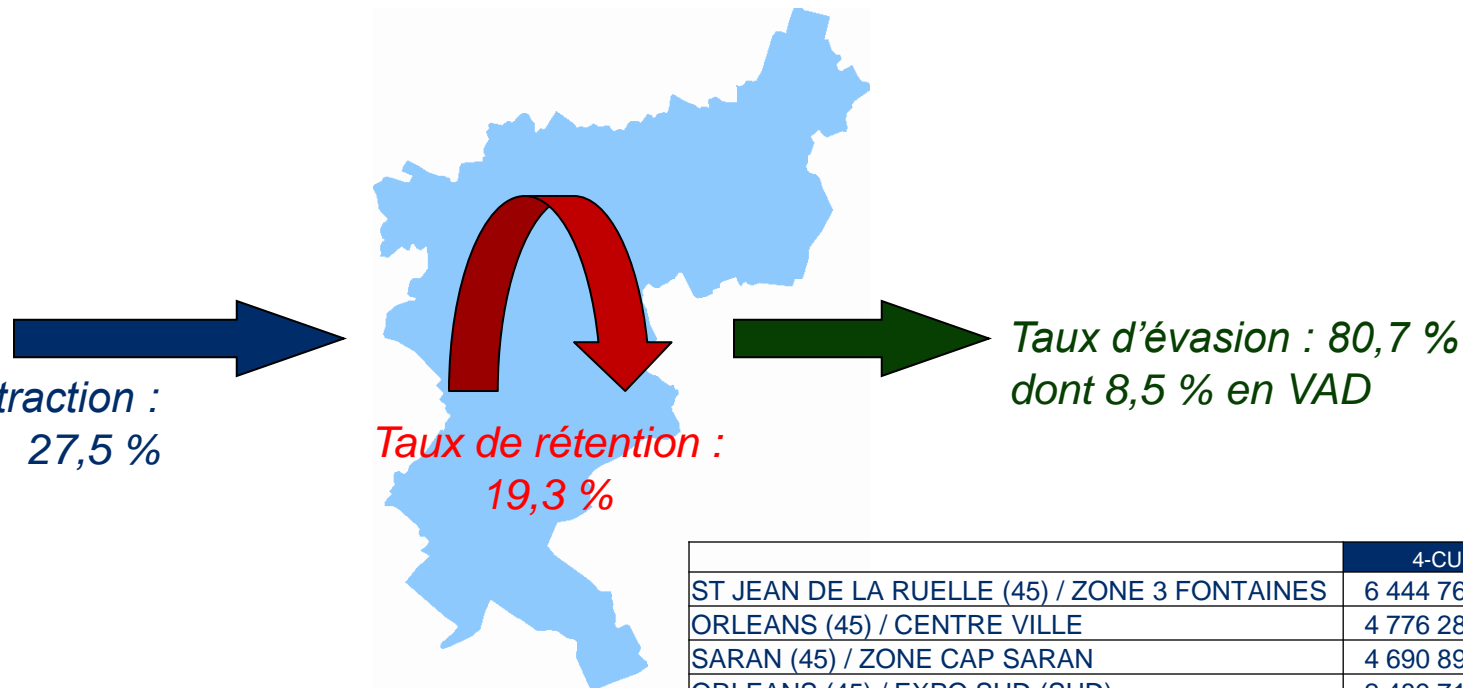 Taux d'évasion : 80,7 %
dont 8,5 % en VAD
traction :
27,5 %
Taux de rétention :
19,3 %
4-CU
ST JEAN DE LA RUELLE (45) / ZONE 3 FONTAINES 6 444 76
ORLEANS (45) / CENTRE VILLE 4 776 28
SARAN (45) / ZONE CAP SARAN 4 690 89